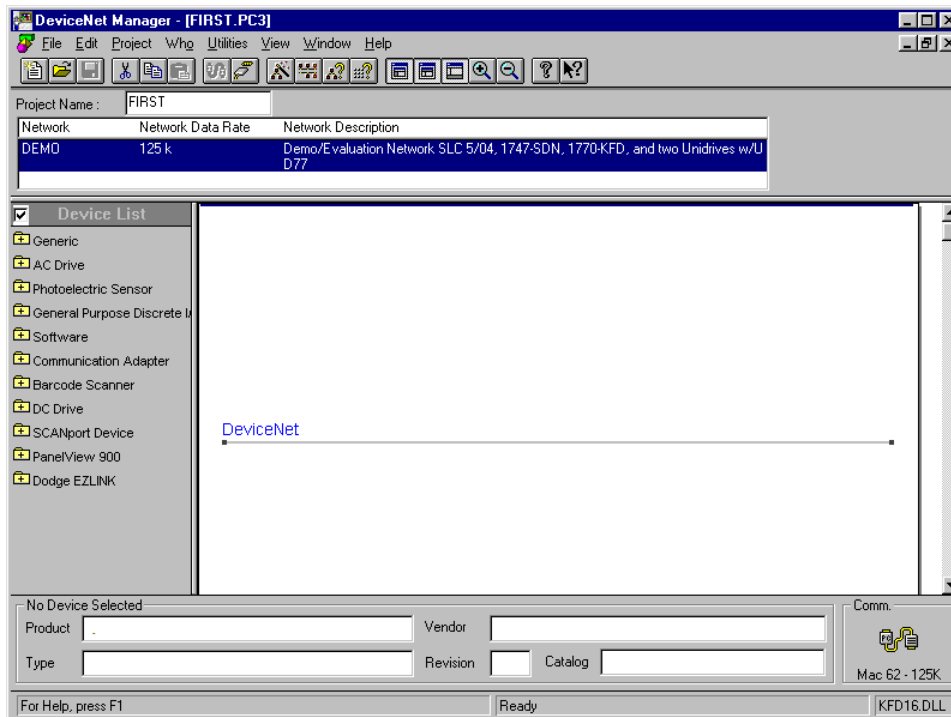 DeviceNet Manager - [FIRST.PC3]
File Edit Project Who Utilities View Window Help
Project Name : FIRST
Network Network Data Rate Network Description
DEMO 125 k Demo/Evaluation Network SLC 5/04, 1747-SDN, 1770-KFD, and two Unidrives w/U
D77
Device List
Generic
AC Drive
Photoelectric Sensor
General Purpose Discrete I/
Software
Communication Adapter
Barcode Scanner
DC Drive
SCANport Device
PanelView 900
Dodge EZLINK
DeviceNet
No Device Selected
Product .
Vendor
Type
Revision
Catalog
Comm.
Mac 62 - 125K
For Help, press F1
Ready
KFD16.DLL